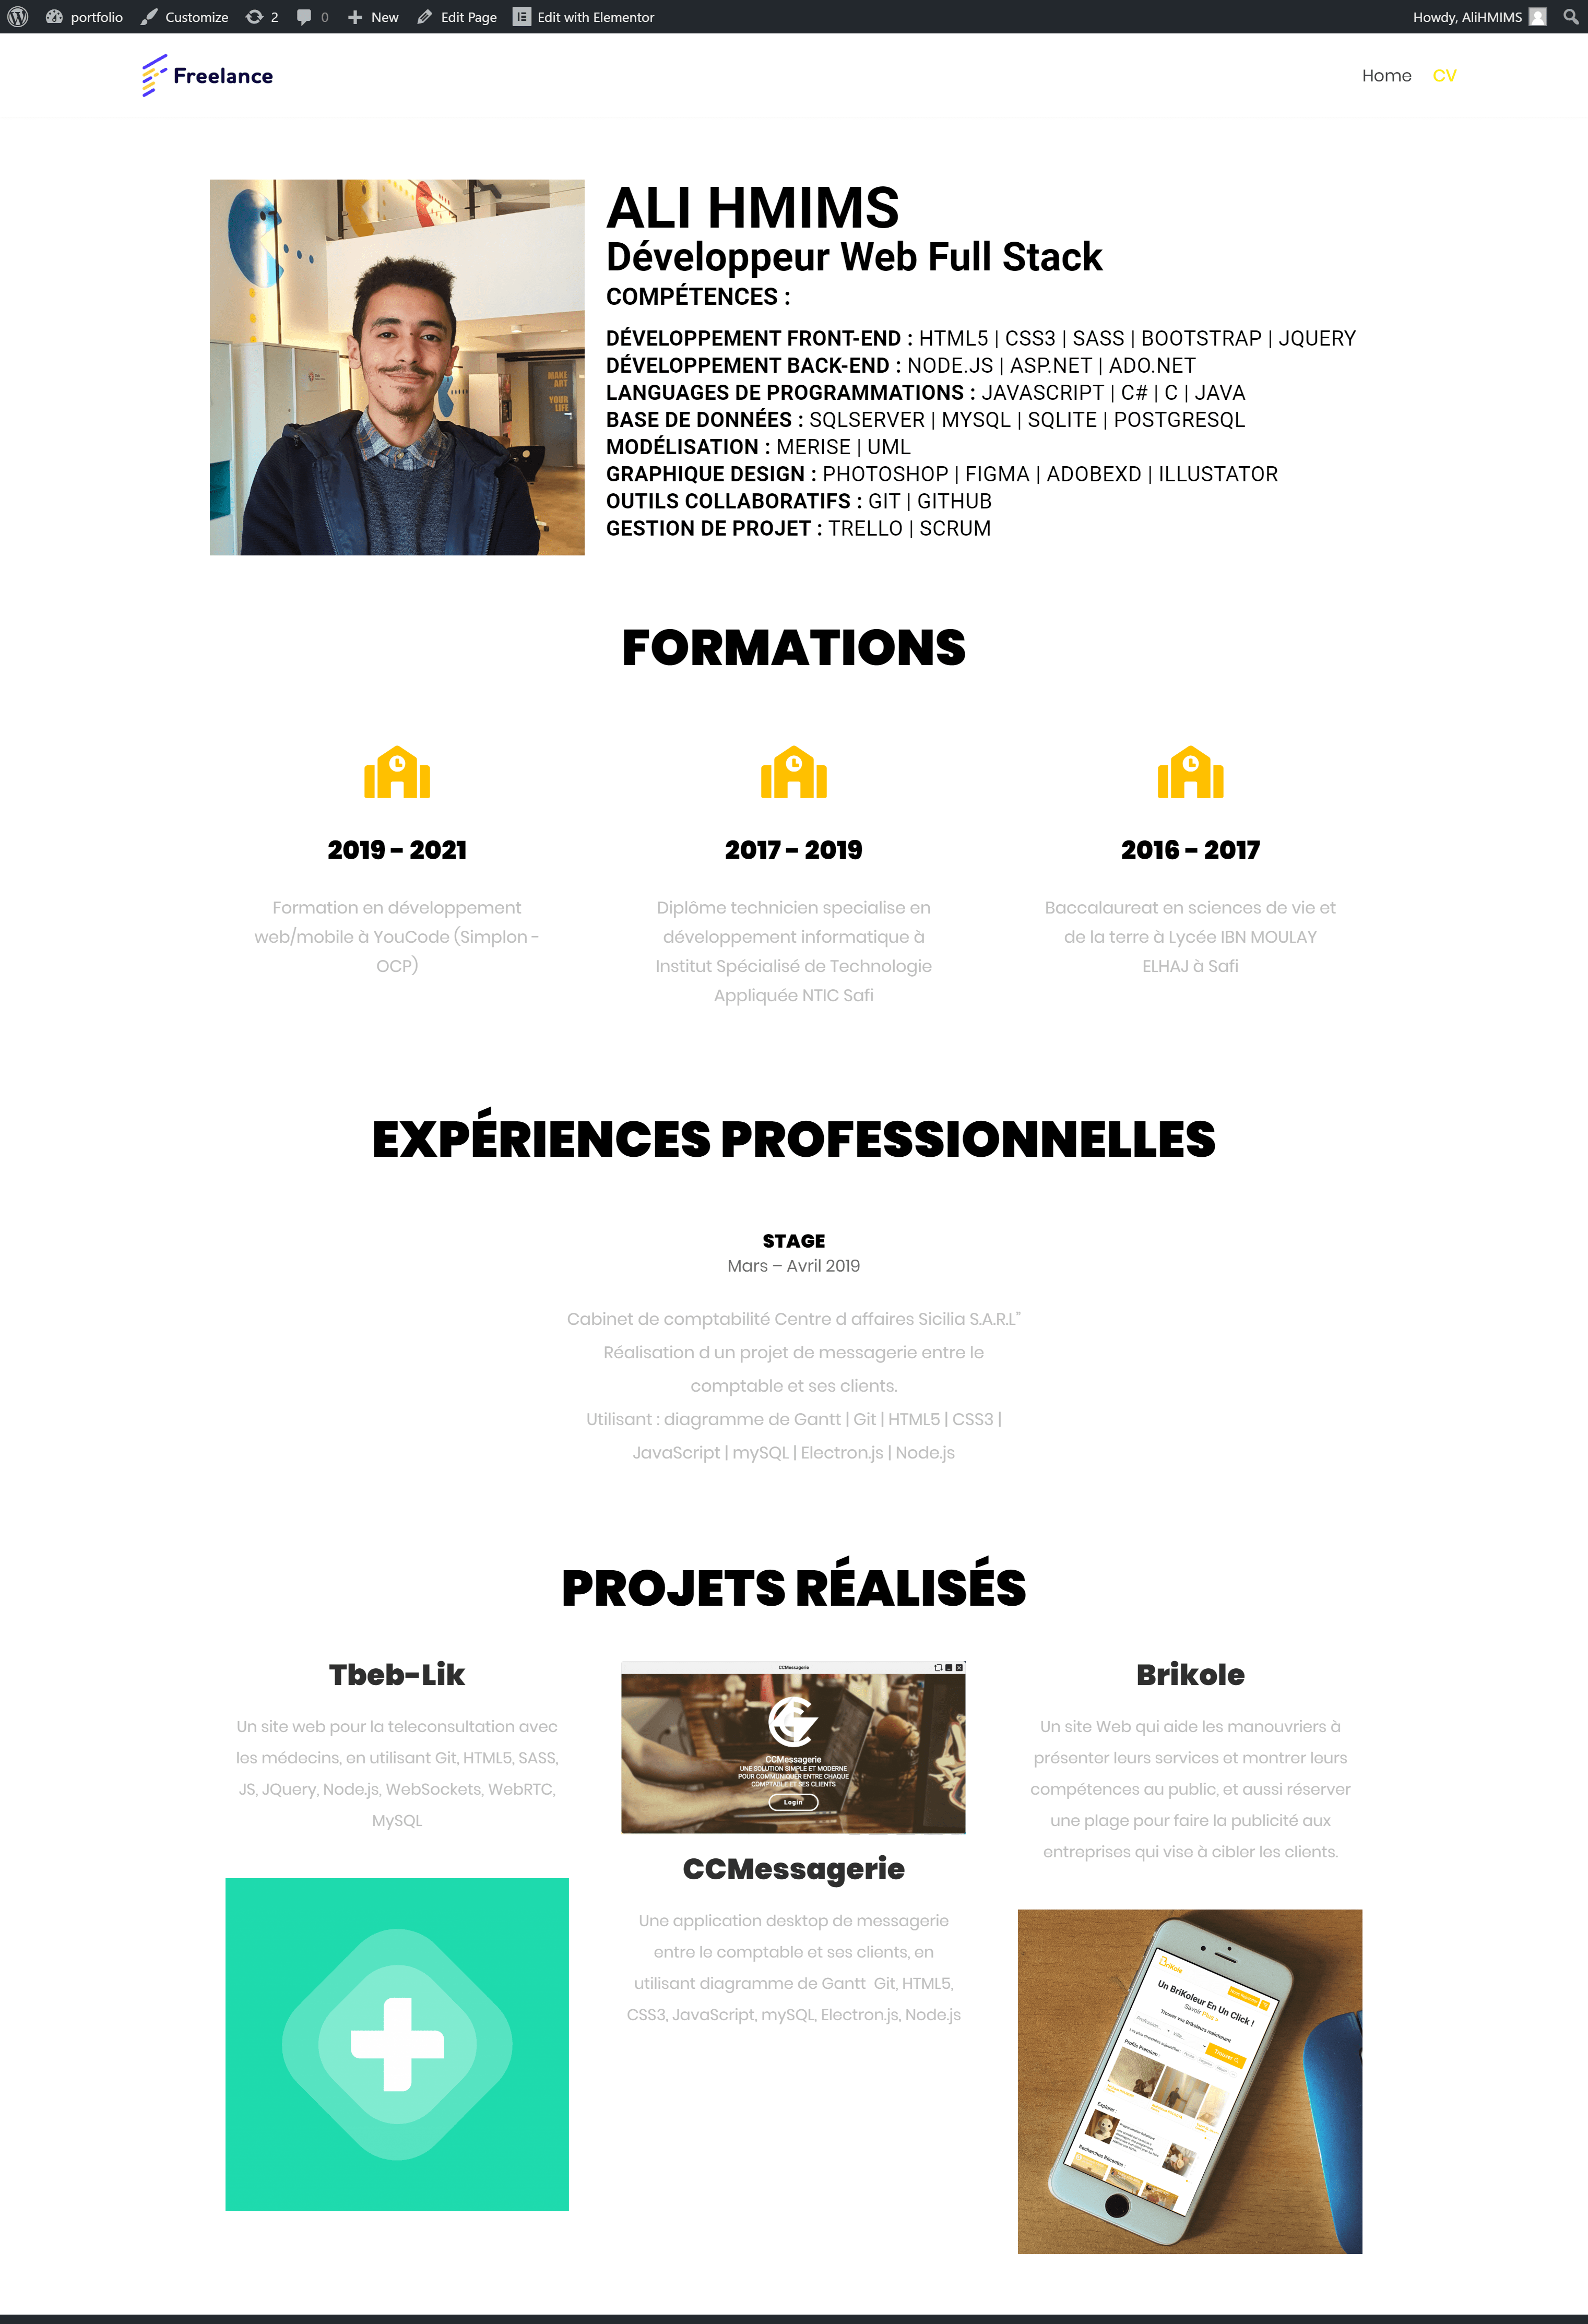 portfolio Customize 2 0 New Edit Page Edit with Elementor Howdy, AliHMIMS
Freelance
Home CV
MAKE
ART
YOUR
LIFE
ALI HMIMS
Développeur Web Full Stack
COMPÉTENCES :
DÉVELOPPEMENT FRONT-END : HTML5 | CSS3 | SASS | BOOTSTRAP | JQUERY
DÉVELOPPEMENT BACK-END : NODE.JS | ASP.NET | ADO.NET
LANGUAGES DE PROGRAMMATIONS : JAVASCRIPT | C# | C | JAVA
BASE DE DONNÉES : SQLSERVER | MYSQL | SQLITE | POSTGRESQL
MODÉLISATION : MERISE | UML
GRAPHIQUE DESIGN : PHOTOSHOP | FIGMA | ADOBEXD | ILLUSTATOR
OUTILS COLLABORATIFS : GIT | GITHUB
GESTION DE PROJET : TRELLO | SCRUM
FORMATIONS
2019 - 2021
Formation en développement
web/mobile à YouCode (Simplon -
OCP)
2017 - 2019
Diplôme technicien specialise en
développement informatique à
Institut Spécialisé de Technologie
Appliquée NTIC Safi
2016 - 2017
Baccalaureat en sciences de vie et
de la terre à Lycée IBN MOULAY
ELHAJ à Safi
EXPÉRIENCES PROFESSIONNELLES
STAGE
Mars – Avril 2019
Cabinet de comptabilité Centre d affaires Sicilia S.A.R.L"
Réalisation d un projet de messagerie entre le
comptable et ses clients.
Utilisant : diagramme de Gantt | Git | HTML5 | CSS3 |
JavaScript | mySQL | Electron.js | Node.js
PROJETS RÉALISÉS
Tbeb-Lik
Un site web pour la teleconsultation avec
les médecins, en utilisant Git, HTML5, SASS,
JS, JQuery, Node.js, WebSockets, WebRTC,
MySQL
CCMessagerie
CCMessagerie
UNE SOLUTION SIMPLE ET MODERNE
POUR COMMUNIQUER ENTRE CHAQUE
COMPTABLE ET SES CLIENTS
Login
CCMessagerie
Une application desktop de messagerie
entre le comptable et ses clients, en
utilisant diagramme de Gantt  Git, HTML5,
CSS3, JavaScript, mySQL, Electron.js, Node.js
Brikole
Un site Web qui aide les manouvriers à
présenter leurs services et montrer leurs
compétences au public, et aussi réserver
une plage pour faire la publicité aux
entreprises qui vise à cibler les clients.
BriKole
Un BriKoleur En Un Click !
Savoir Plus +
Trouver vos Brikoleurs maintenant
Profils Premium :
Explorer :
Recherches Récentes :